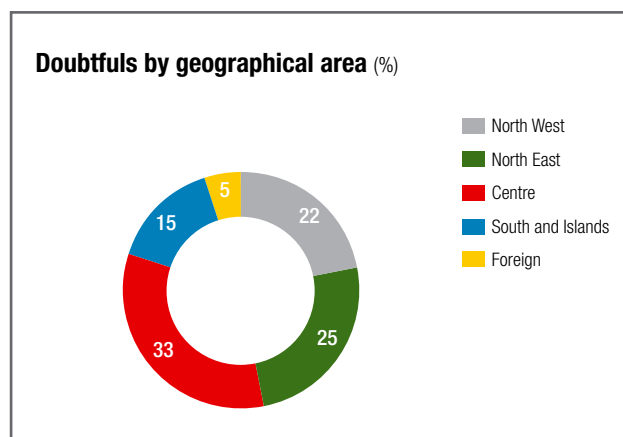 Doubtfuls by geographical area (%)
North West
North East
Centre
South and Islands
Foreign
5
22
15
25
33